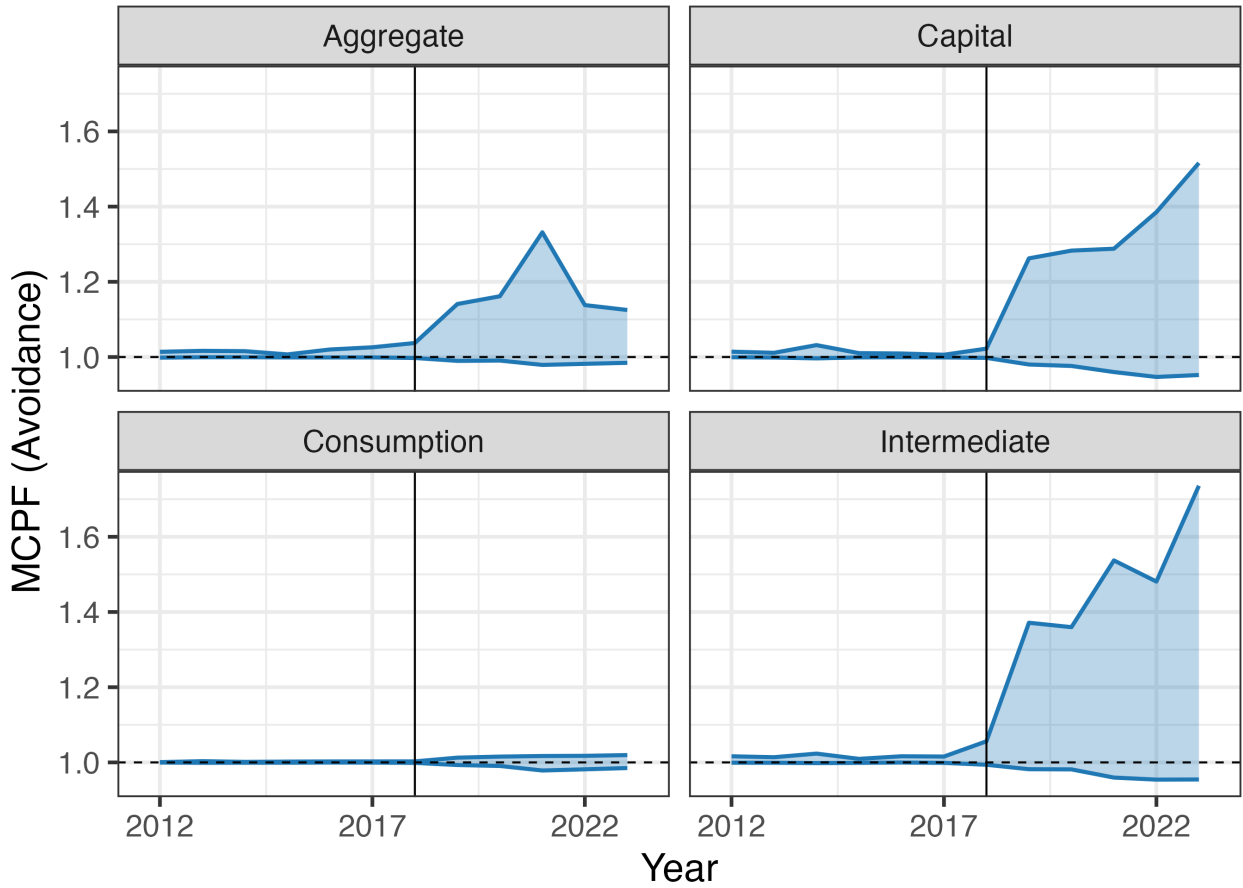 Aggregate
Capital
1.6
1.4
1.2
1.0
Consumption
Intermediate
1.6
1.4
1.2
1.0
2012 2017 2022 2012 2017 2022
MCPF (Avoidance)
Year